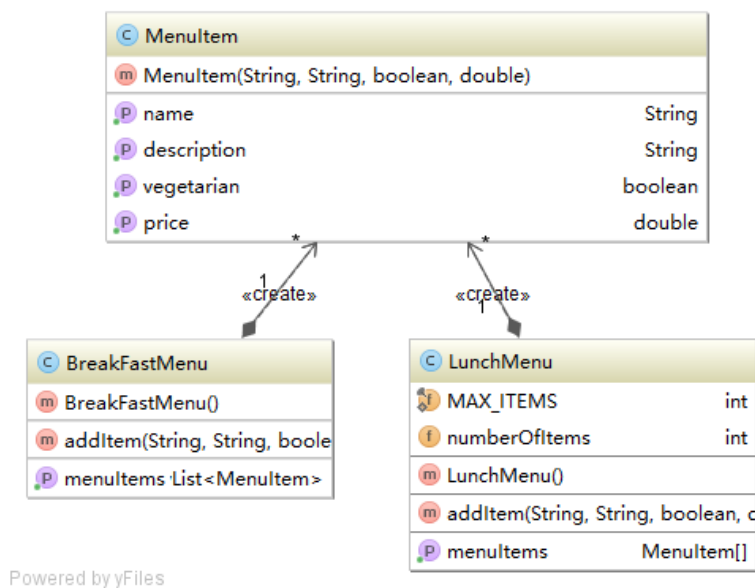 C MenuItem
m MenuItem(String, String, boolean, double)
P name String
P description String
P vegetarian boolean
P price double
* *
1
«create» «create»
1
C BreakFastMenu
m BreakFastMenu()
m addItem(String, String, boole
P menuItems List<MenuItem>
C LunchMenu
f MAX_ITEMS int
f numberOfItems int
m LunchMenu()
m addItem(String, String, boolean,
P menuItems MenuItem[]
Powered by yFiles